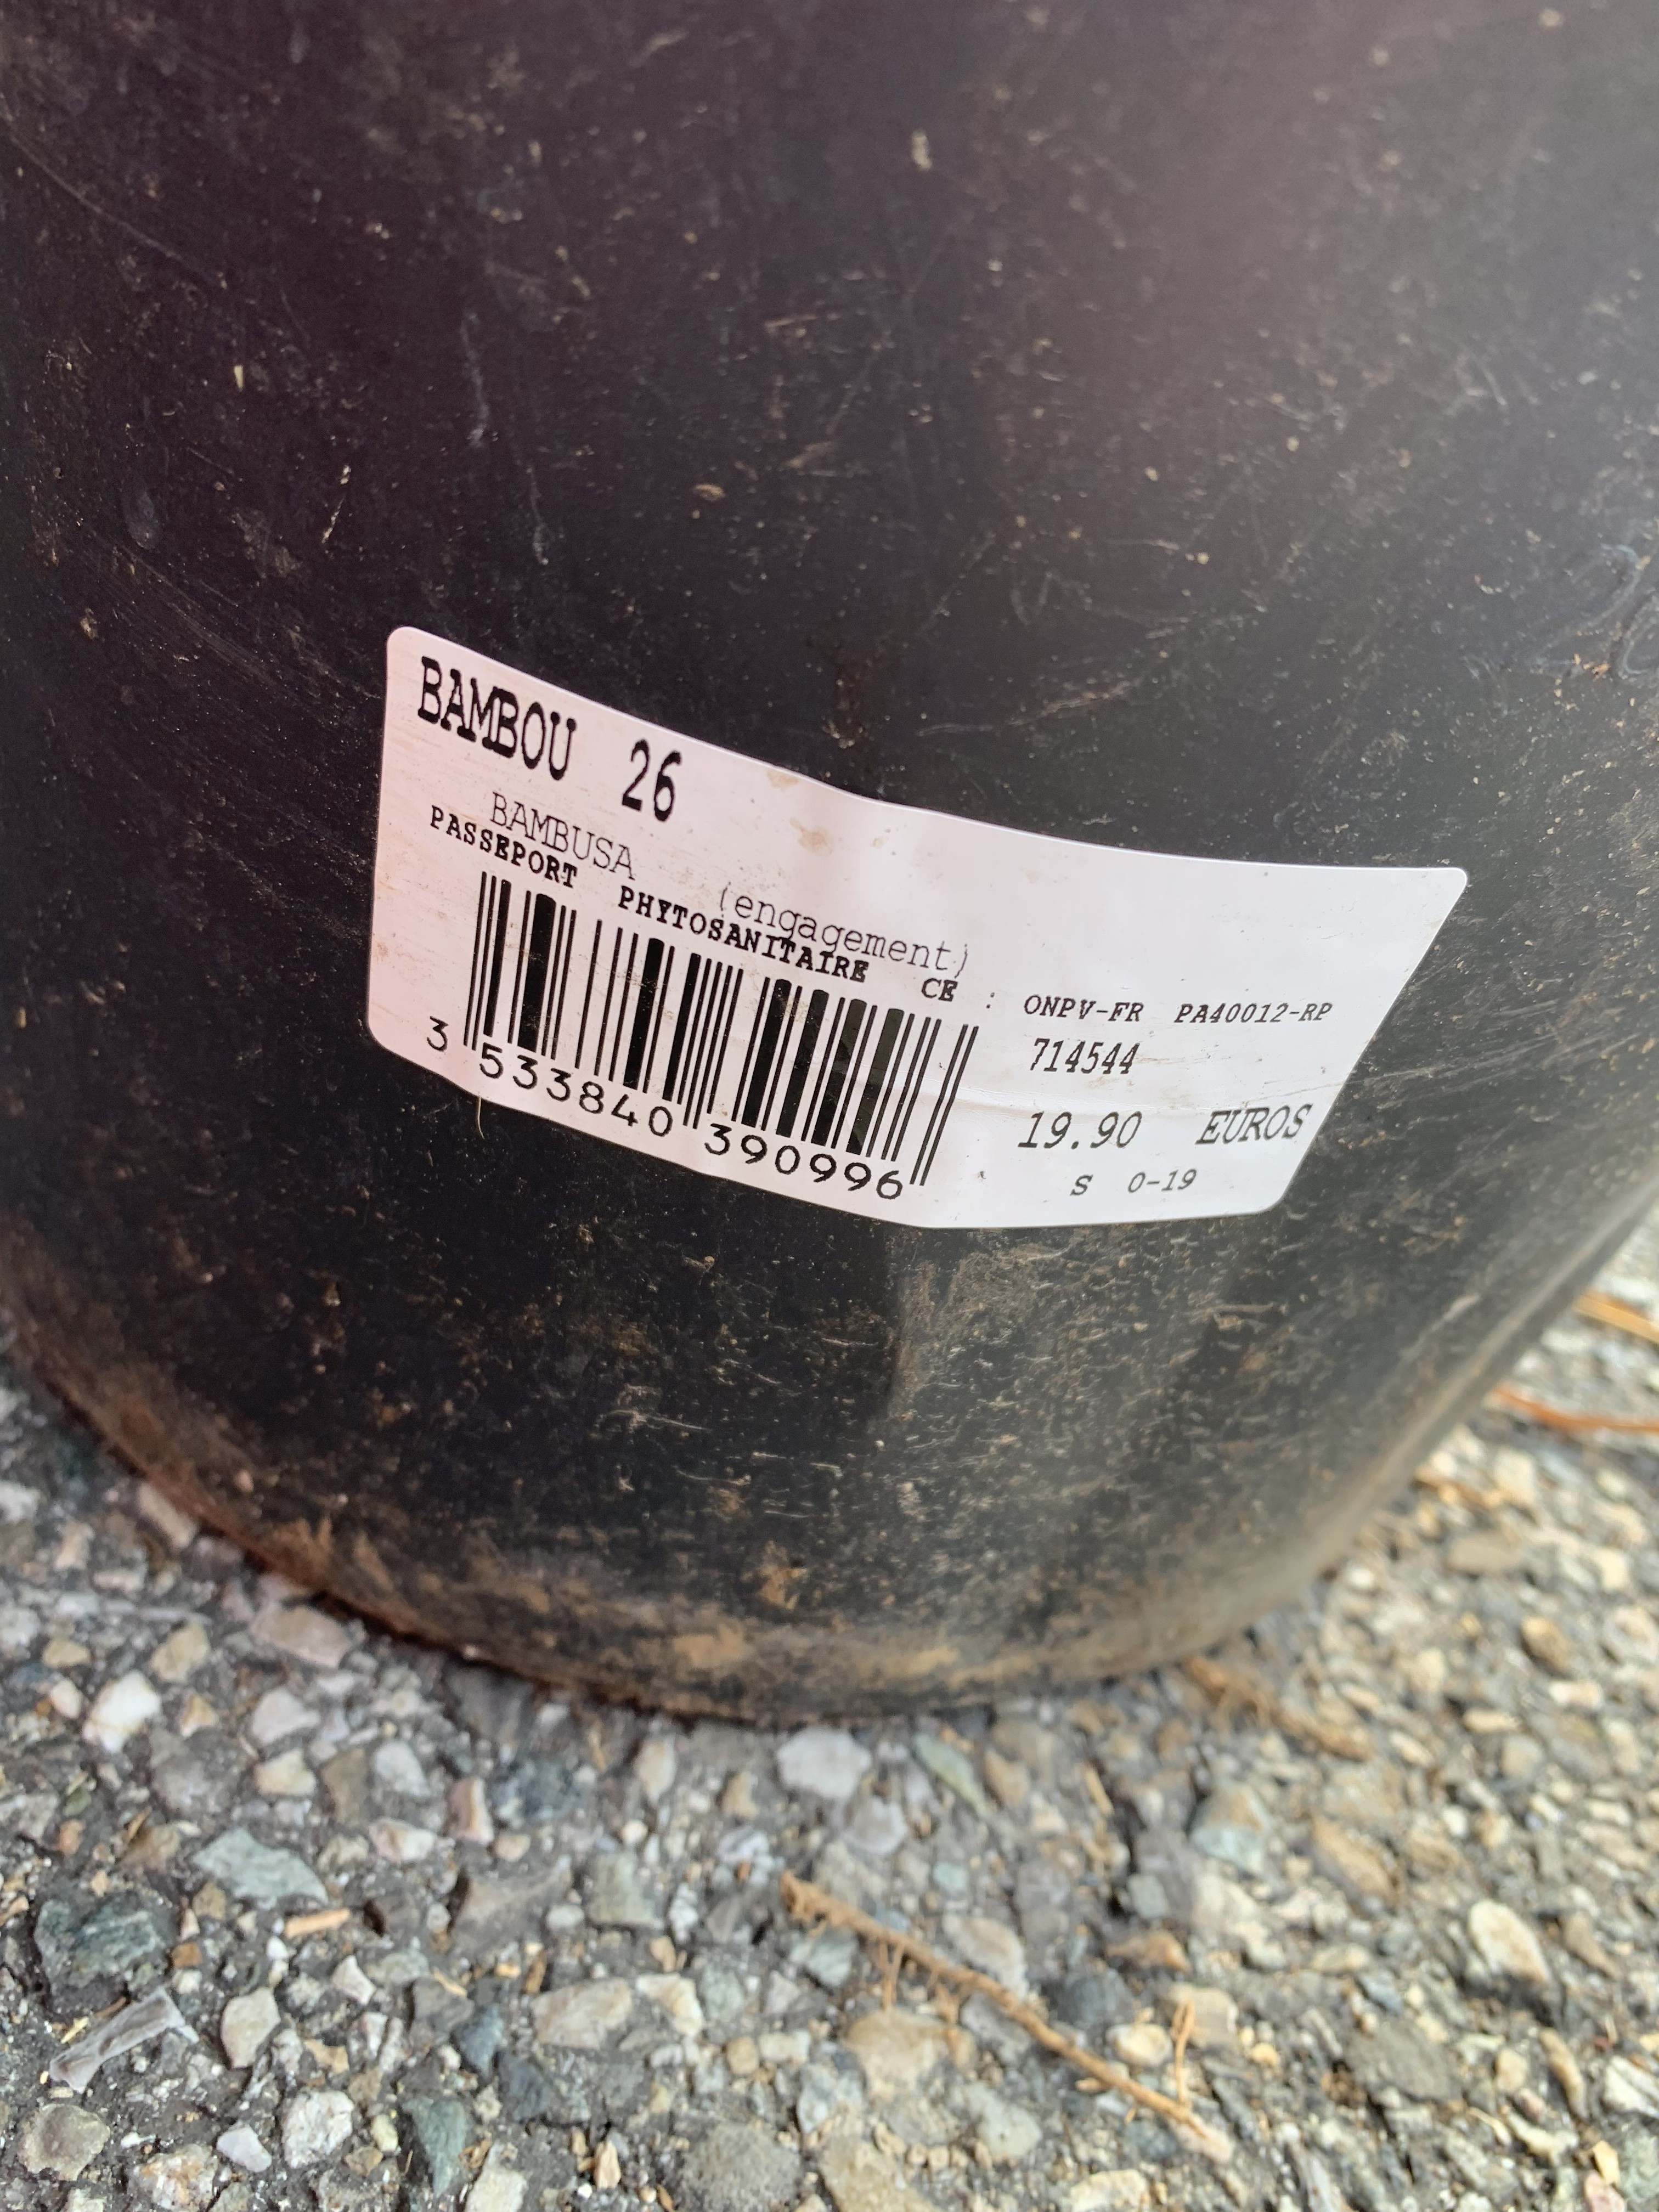 BAMBOU 26
BAMBUSA (engagement)
PASSEPORT PHYTOSANITAIRE CE : ONPV-FR PA40012-RP
714544
19.90 EUROS
S 0-19
3 533840 390996